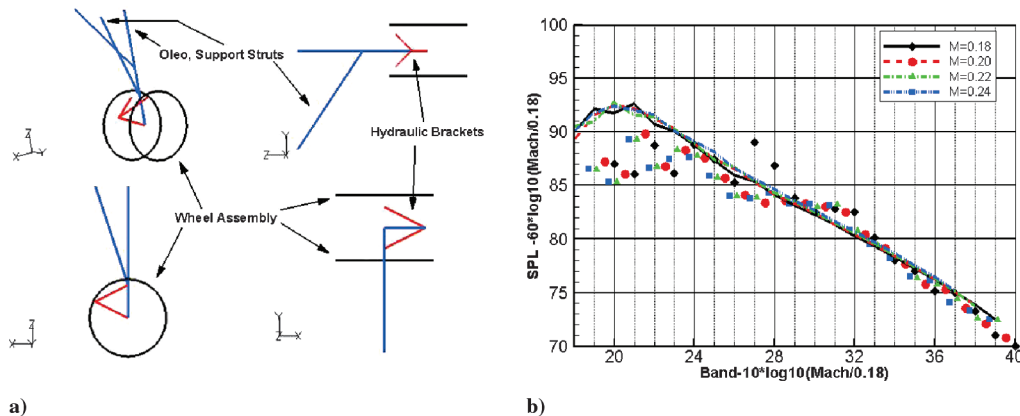 Oleo, Support Struts
Hydraulic Brackets
Wheel Assembly
Z
X
Y
Y
Z
X
Z
X
Y
Y
Z
X
a)
SPL -60*log10(Mach/0.18)
100
95
90
85
80
75
70
20
24
28
32
36
40
Band-10*log10(Mach/0.18)
M=0.18
M=0.20
M=0.22
M=0.24
b)